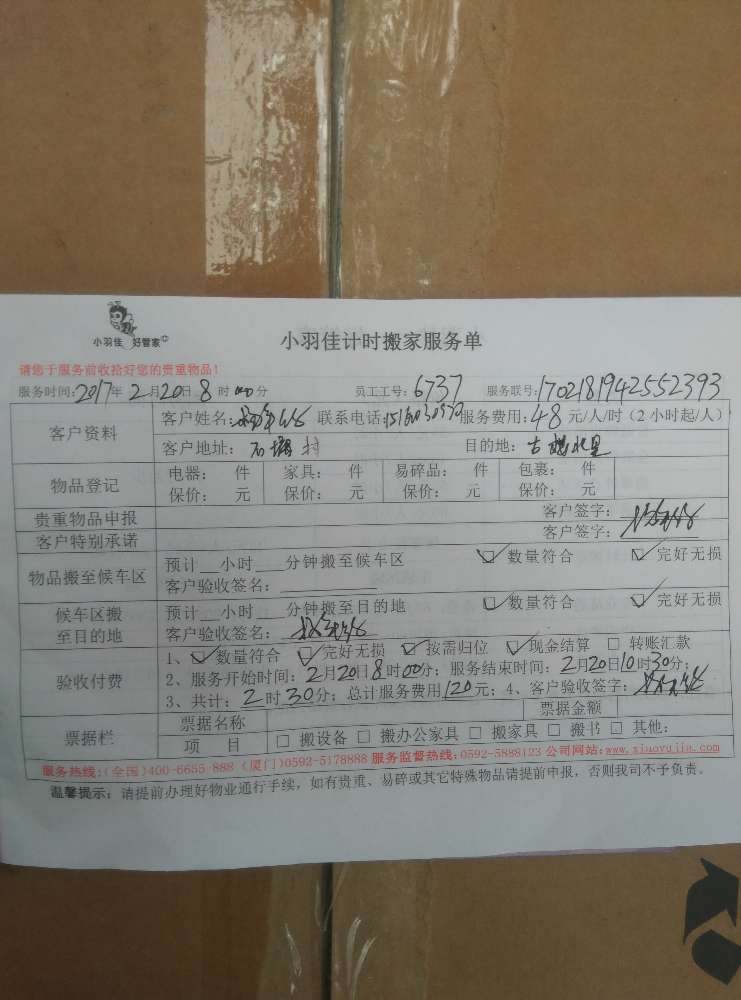 小羽佳 好管家
小羽佳计时搬家服务单
请您于服务前收拾好您的贵重物品！
服务时间：2017年2月20日8时00分 员工工号：6737 服务联号：1702181942552393
客户资料
客户姓名： 联系电话： 服务费用：48元/人/时（2小时起/人）
客户地址：石 村 目的地：古 北里
物品登记
电器： 件 家具： 件 易碎品： 件 包裹： 件
保价： 元 保价： 元 保价： 元 保价： 元
贵重物品申报 客户签字：
客户特别承诺 客户签字：
物品搬至候车区
预计__小时___分钟搬至候车区 ☑数量符合 ☑完好无损
客户验收签名：
候车区搬至目的地
预计__小时___分钟搬至目的地 ☑数量符合 ☑完好无损
客户验收签名：
验收付费
1、☑数量符合 ☑完好无损 ☑按需归位 ☑现金结算 □转账汇款
2、服务开始时间：2月20日8时00分；服务结束时间：2月20日10时30分；
3、共计：2时30分；总计服务费用120元；4、客户验收签字：
票据栏
票据名称 票据金额
项 目 □搬设备 □搬办公家具 □搬家具 □搬书 □其他：
服务热线：(全国)400-6655-888 (厦门)0592-5178888 服务监督热线：0592-5888123 公司网站：www.xiaoyujia.com
温馨提示：请提前办理好物业通行手续，如有贵重、易碎或其它特殊物品请提前申报，否则我司不予负责。